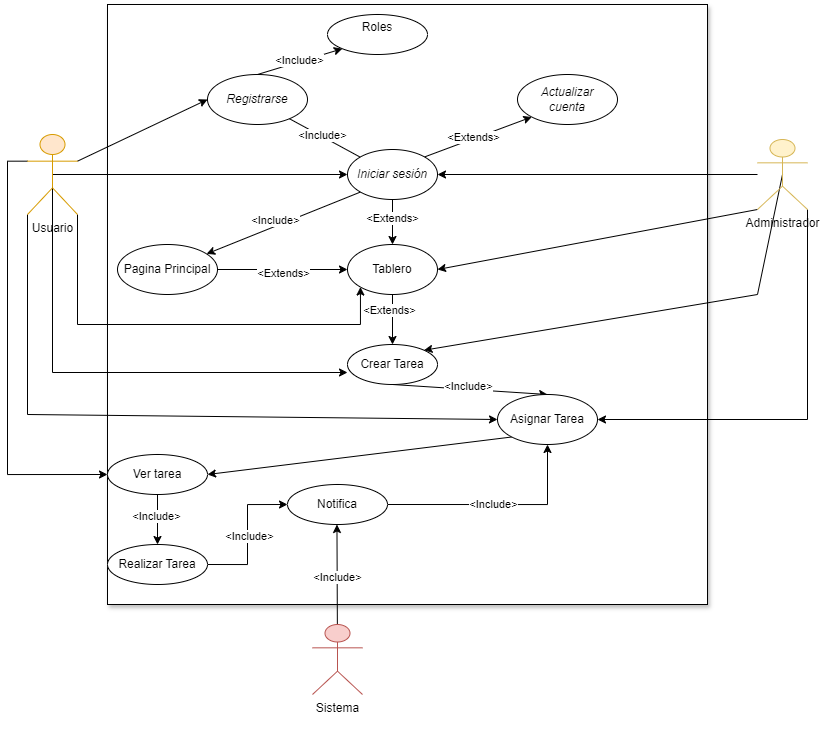 Roles
<Include>
Registrarse
Actualizar
cuenta
<Include>
<Extends>
Iniciar sesión
Usuario
Administrador
<Include>
<Extends>
Pagina Principal
<Extends>
Tablero
<Extends>
Crear Tarea
<Include>
Asignar Tarea
Ver tarea
<Include>
Notifica
<Include>
<Include>
Realizar Tarea
<Include>
Sistema